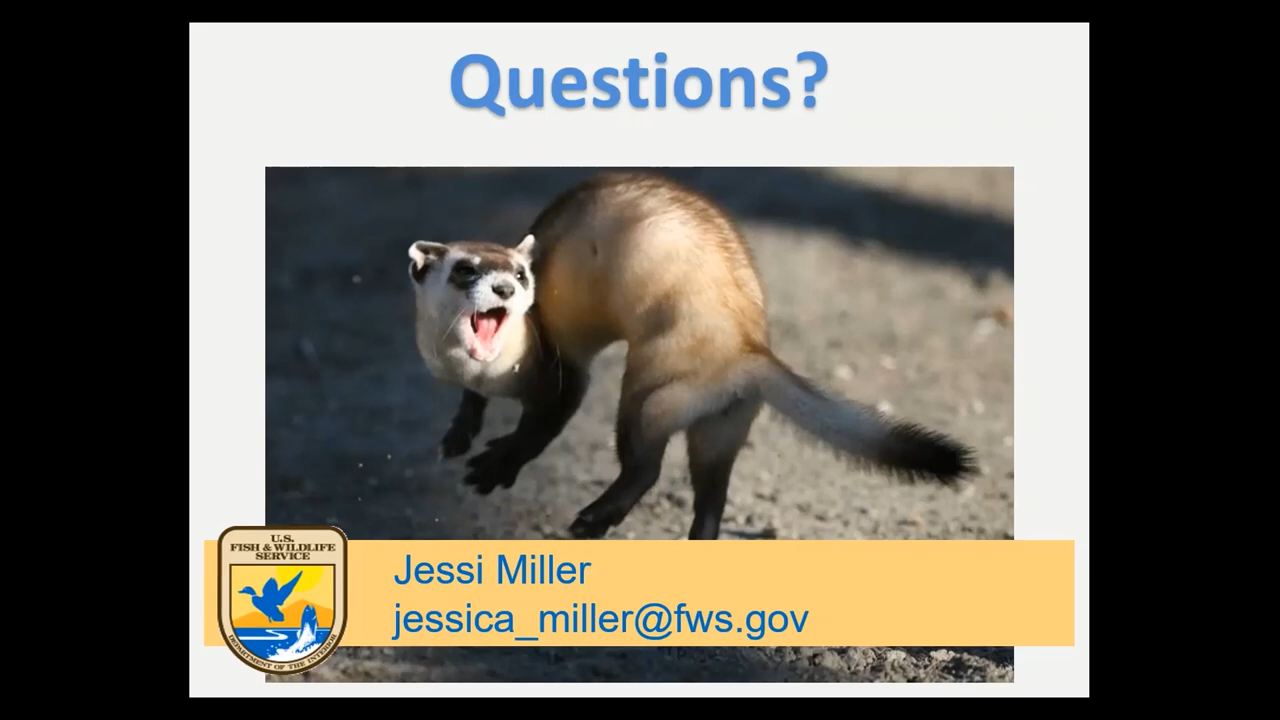 Questions?
U.S.
FISH & WILDLIFE
SERVICE
DEPARTMENT OF THE INTERIOR
Jessi Miller
jessica_miller@fws.gov